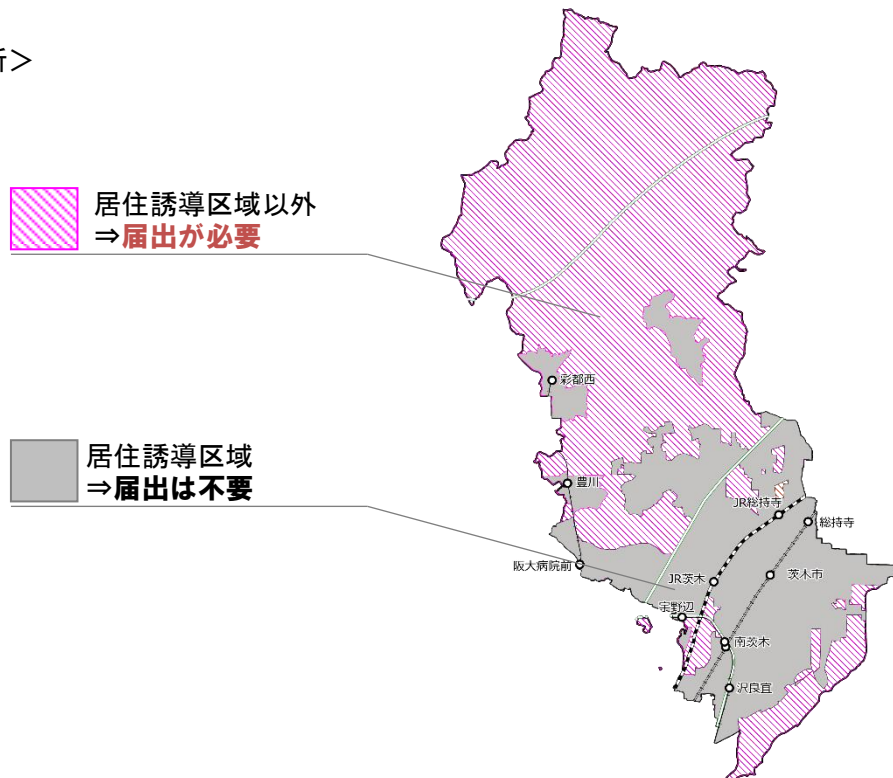 所＞
居住誘導区域以外
⇒届出が必要
彩都西
居住誘導区域
⇒届出は不要
豊川
JR総持寺
総持寺
阪大病院前
JR茨木
茨木市
宇野辺
南茨木
沢良宜